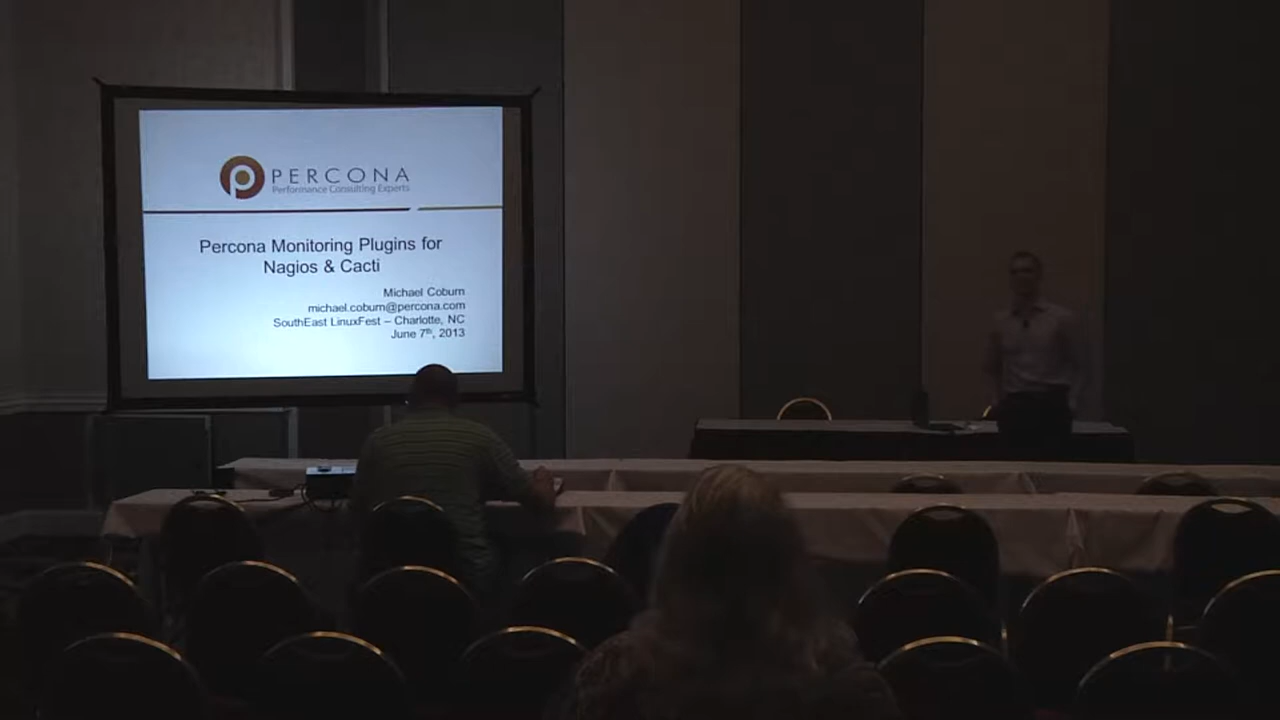 PERCONA
Performance Consulting Experts
Percona Monitoring Plugins for
Nagios & Cacti
Michael Coburn
michael.coburn@percona.com
SouthEast LinuxFest – Charlotte, NC
June 7th, 2013